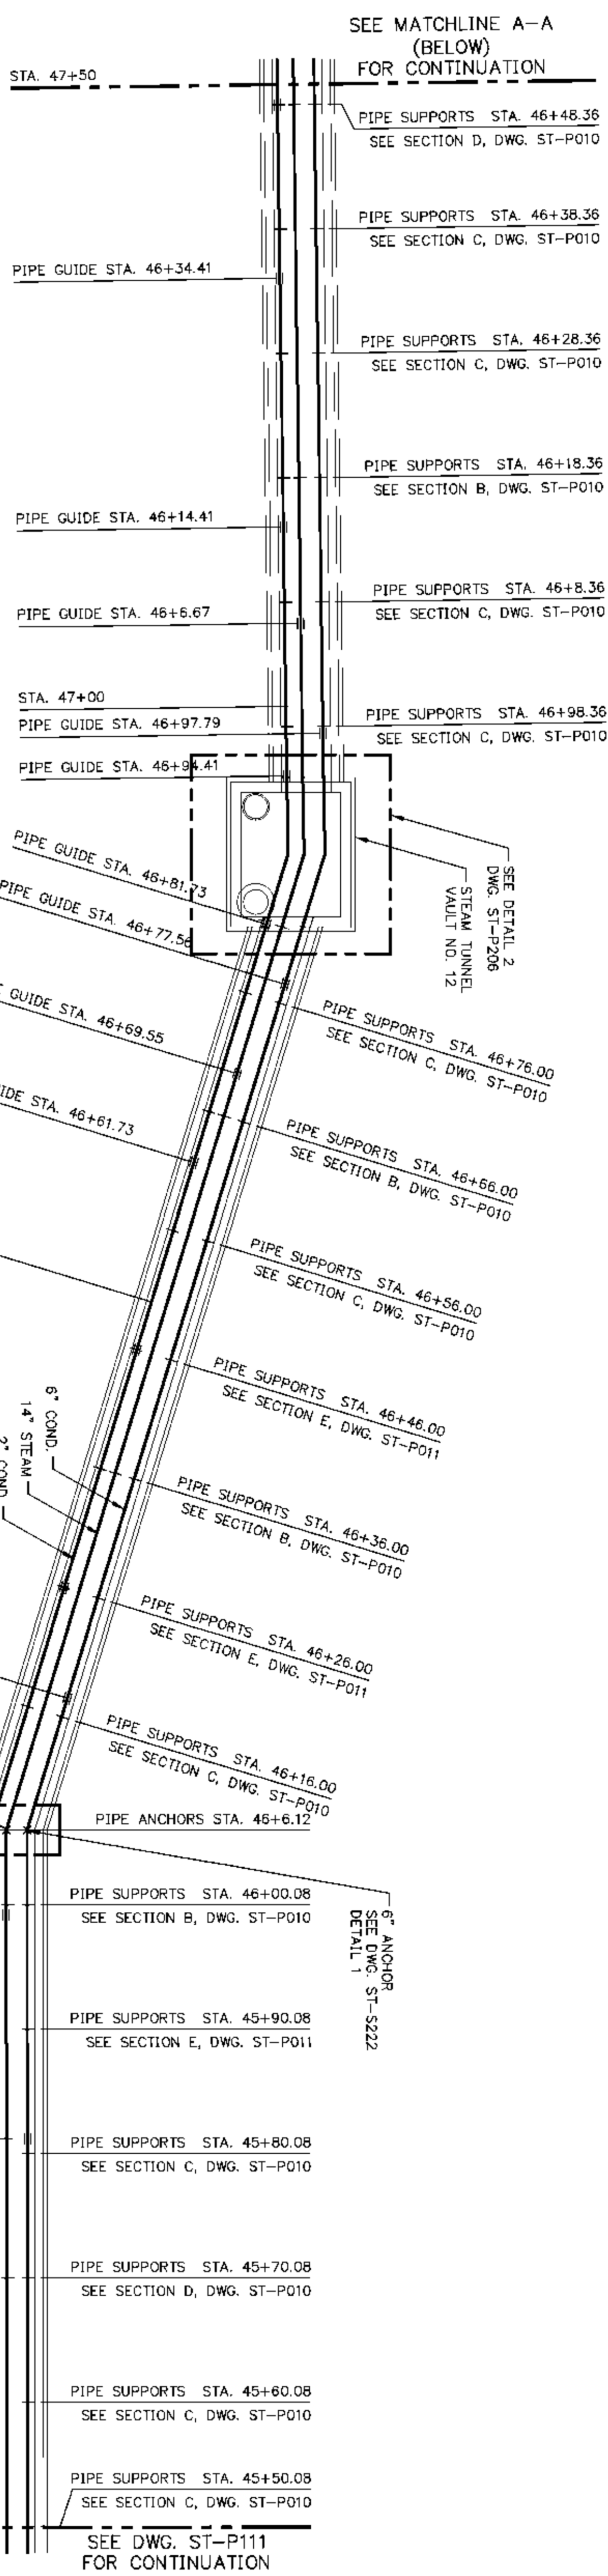 SEE MATCHLINE A-A
(BELOW)
FOR CONTINUATION
STA. 47+50
PIPE SUPPORTS STA. 46+48.36
SEE SECTION D, DWG. ST-P010
PIPE SUPPORTS STA. 46+38.36
SEE SECTION C, DWG. ST-P010
PIPE GUIDE STA. 46+34.41
PIPE SUPPORTS STA. 46+28.36
SEE SECTION C, DWG. ST-P010
PIPE SUPPORTS STA. 46+18.36
SEE SECTION B, DWG. ST-P010
PIPE GUIDE STA. 46+14.41
PIPE SUPPORTS STA. 46+8.36
SEE SECTION C, DWG. ST-P010
PIPE GUIDE STA. 46+6.67
STA. 47+00
PIPE GUIDE STA. 46+97.79
PIPE SUPPORTS STA. 46+98.36
SEE SECTION C, DWG. ST-P010
PIPE GUIDE STA. 46+94.41
SEE DETAIL 2
DWG. ST-P206
STEAM TUNNEL
VAULT NO. 12
PIPE GUIDE STA. 46+81.73
PIPE GUIDE STA. 46+77.56
GUIDE STA. 46+69.55
IDE STA. 46+61.73
PIPE SUPPORTS STA. 46+76.00
SEE SECTION C, DWG. ST-P010
PIPE SUPPORTS STA. 46+66.00
SEE SECTION B, DWG. ST-P010
PIPE SUPPORTS STA. 46+56.00
SEE SECTION C, DWG. ST-P010
PIPE SUPPORTS STA. 46+46.00
SEE SECTION E, DWG. ST-P011
6" COND.
14" STEAM
2" COND
PIPE SUPPORTS STA. 46+36.00
SEE SECTION B, DWG. ST-P010
PIPE SUPPORTS STA. 46+26.00
SEE SECTION E, DWG. ST-P011
PIPE SUPPORTS STA. 46+16.00
SEE SECTION C, DWG. ST-P010
PIPE ANCHORS STA. 46+6.12
6" ANCHOR
SEE DWG. ST-S222
DETAIL 1
PIPE SUPPORTS STA. 46+00.08
SEE SECTION B, DWG. ST-P010
PIPE SUPPORTS STA. 45+90.08
SEE SECTION E, DWG. ST-P011
PIPE SUPPORTS STA. 45+80.08
SEE SECTION C, DWG. ST-P010
PIPE SUPPORTS STA. 45+70.08
SEE SECTION D, DWG. ST-P010
PIPE SUPPORTS STA. 45+60.08
SEE SECTION C, DWG. ST-P010
PIPE SUPPORTS STA. 45+50.08
SEE SECTION C, DWG. ST-P010
SEE DWG. ST-P111
FOR CONTINUATION